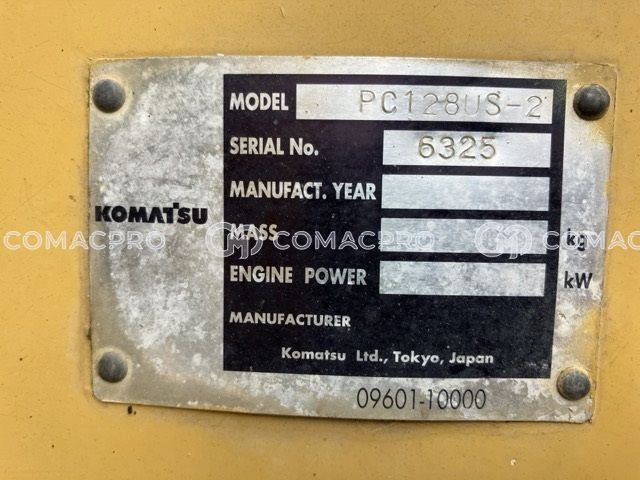 MODEL PC128US-2
SERIAL No. 6325
MANUFACT. YEAR
KOMATSU
COMACPRO COMACPRO COMACPRO
MASS kg
ENGINE POWER kW
MANUFACTURER
Komatsu Ltd., Tokyo, Japan
09601-10000